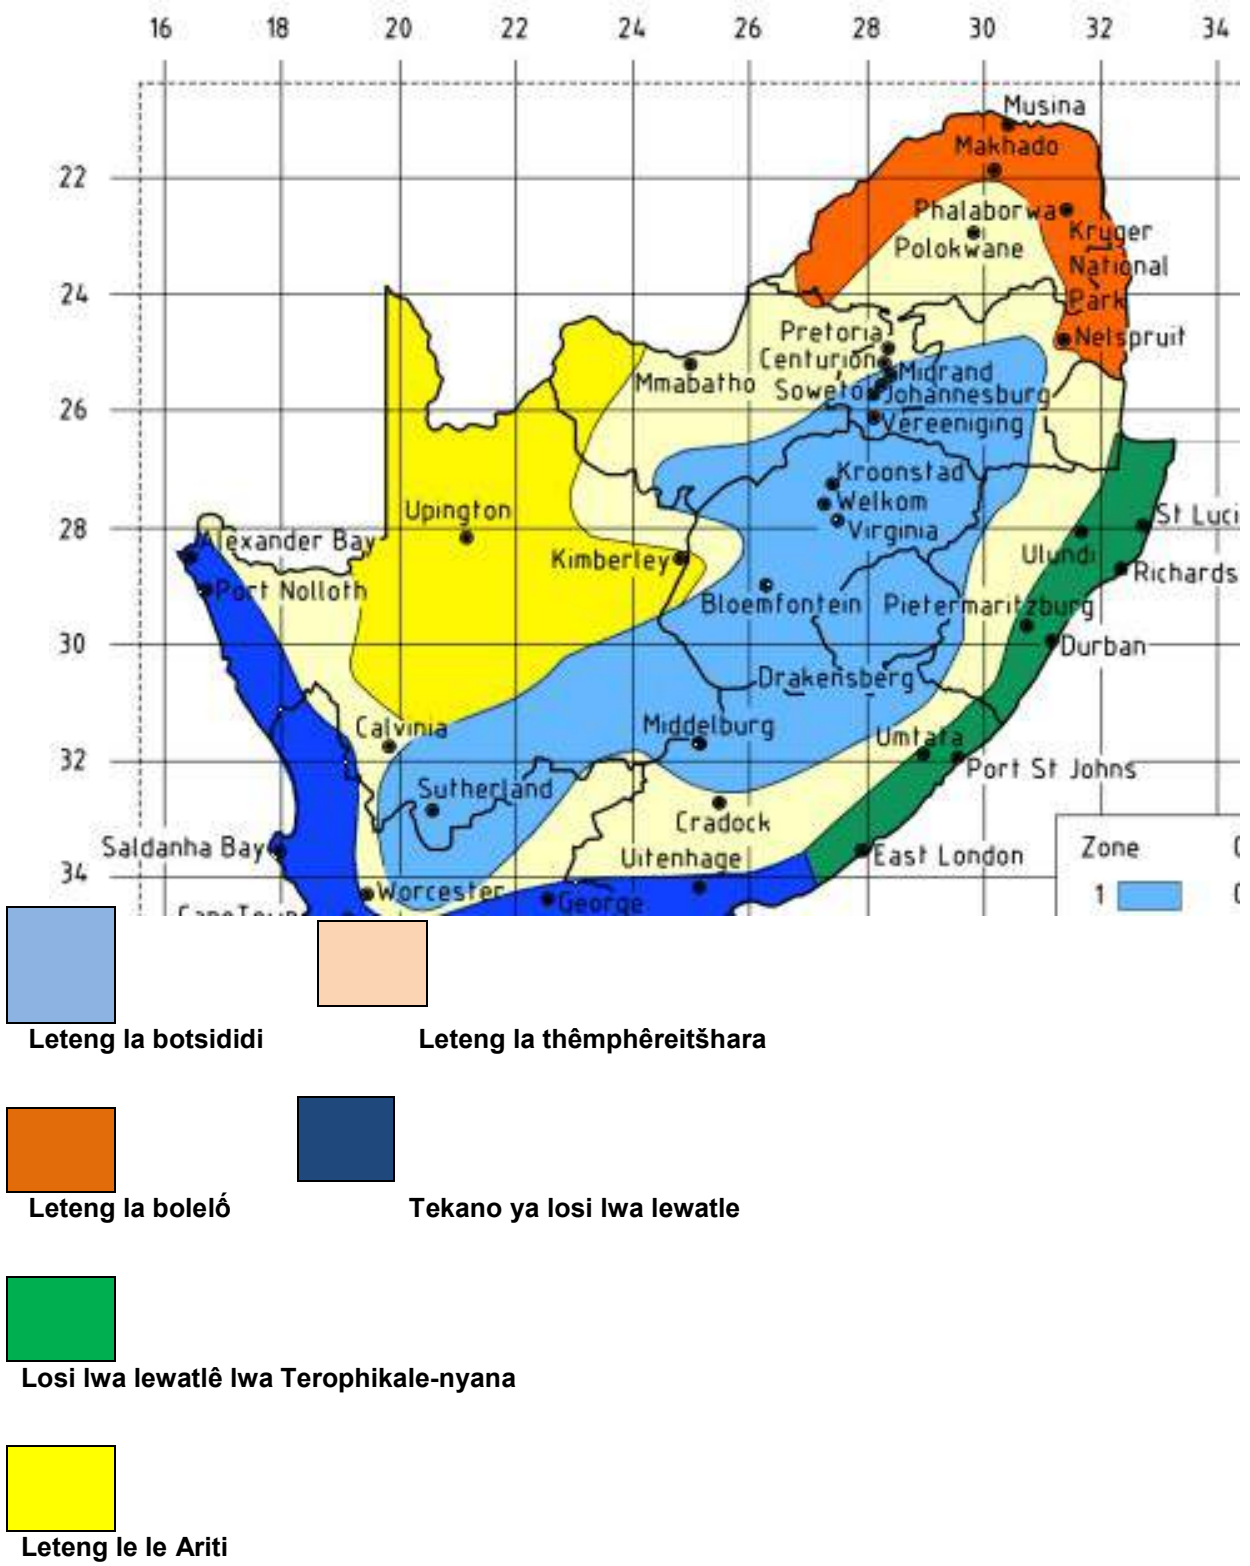 16 18 20 22 24 26 28 30 32 34
Musina
Makhado
22
Phalaborwa
Kruger
Polokwane
National
24
Park
Pretoria
Nelspruit
Centurion
Midrand
Mmabatho
Soweto
Johannesburg
26
Vereeniging
Kroonstad
Upington
Welkom
St Luci
28
Virginia
Alexander Bay
Ulundi
Kimberley
Richards
Port Nolloth
Bloemfontein
Pietermaritzburg
30
Durban
Drakensberg
Calvinia
Middelburg
Umtata
32
Port St Johns
Sutherland
Cradock
Saldanha Bay
Uitenhage
East London
Zone
34
Worcester
George
1
Leteng la botsididi
Leteng la thêmphêreitšhara
Leteng la bolelố
Tekano ya losi lwa lewatle
Losi lwa lewatlê lwa Terophikale-nyana
Leteng le le Ariti